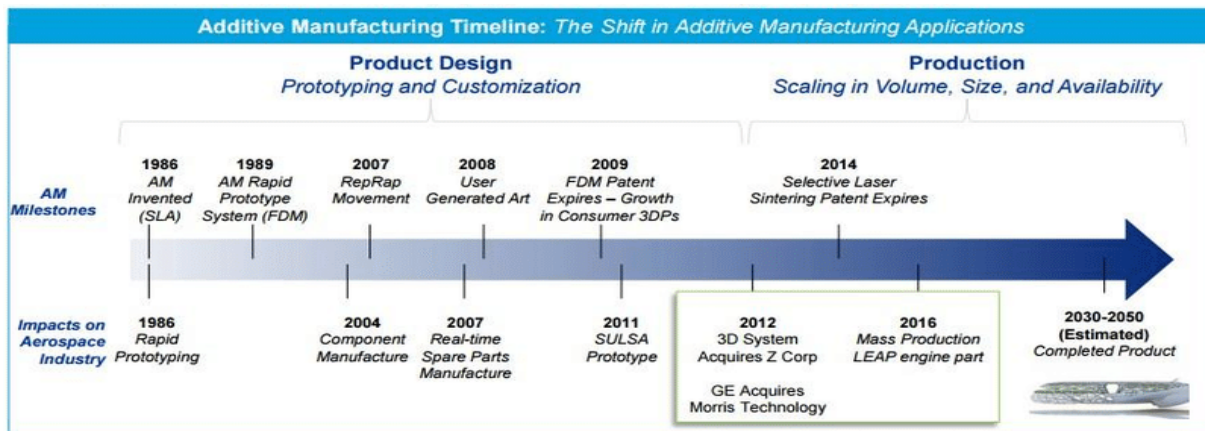 Additive Manufacturing Timeline: The Shift in Additive Manufacturing Applications
Product Design
Prototyping and Customization
Production
Scaling in Volume, Size, and Availability
AM
Milestones
1986
AM
Invented
(SLA)
1989
AM Rapid
Prototype
System (FDM)
2007
RepRap
Movement
2008
User
Generated Art
2009
FDM Patent
Expires – Growth
in Consumer 3DPs
2014
Selective Laser
Sintering Patent Expires
Impacts on
Aerospace
Industry
1986
Rapid
Prototyping
2004
Component
Manufacture
2007
Real-time
Spare Parts
Manufacture
2011
SULSA
Prototype
2012
3D System
Acquires Z Corp
GE Acquires
Morris Technology
2016
Mass Production
LEAP engine part
2030-2050
(Estimated)
Completed Product